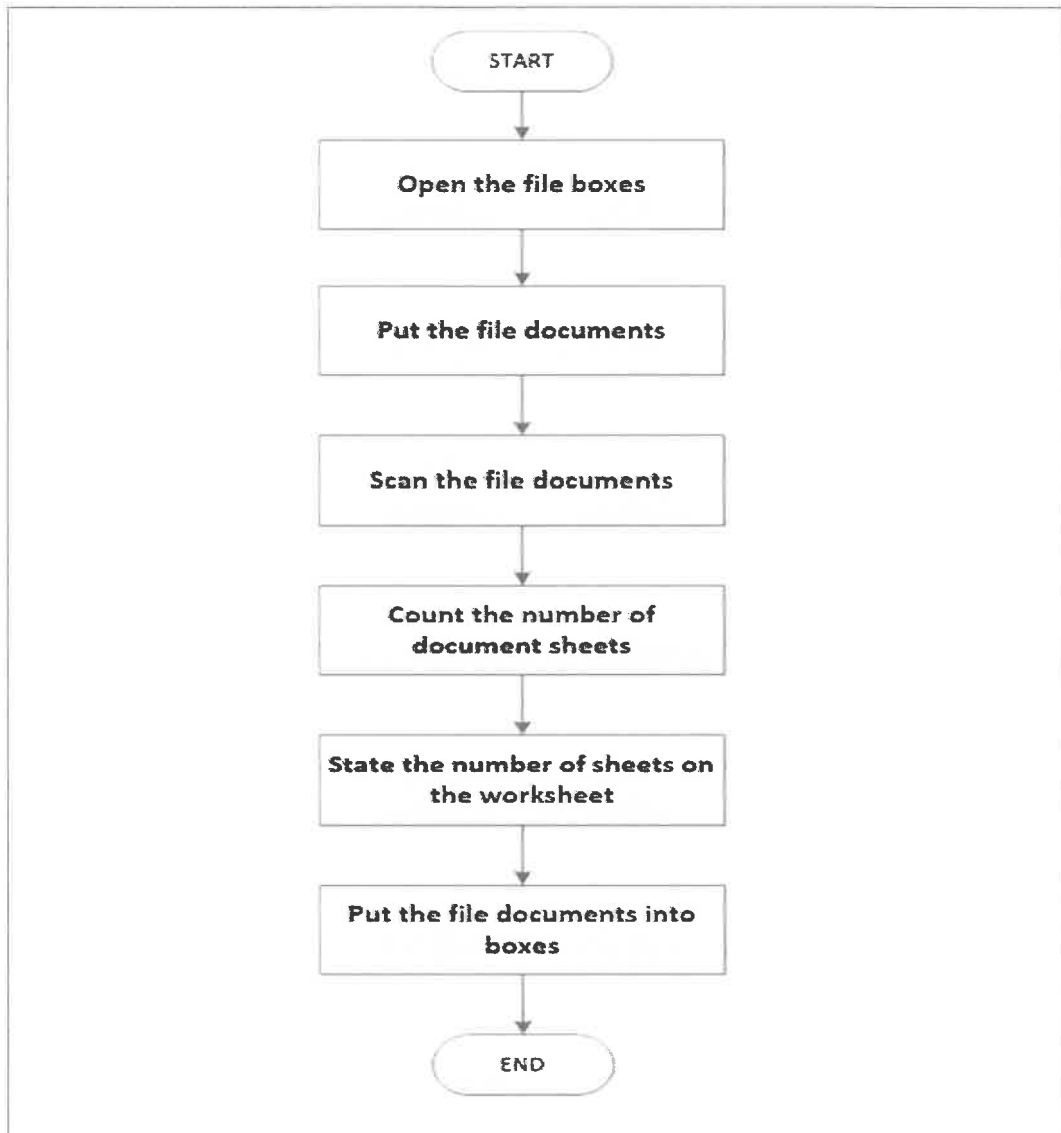 START
Open the file boxes
Put the file documents
Scan the file documents
Count the number of
document sheets
State the number of sheets on
the worksheet
Put the file documents into
boxes
END